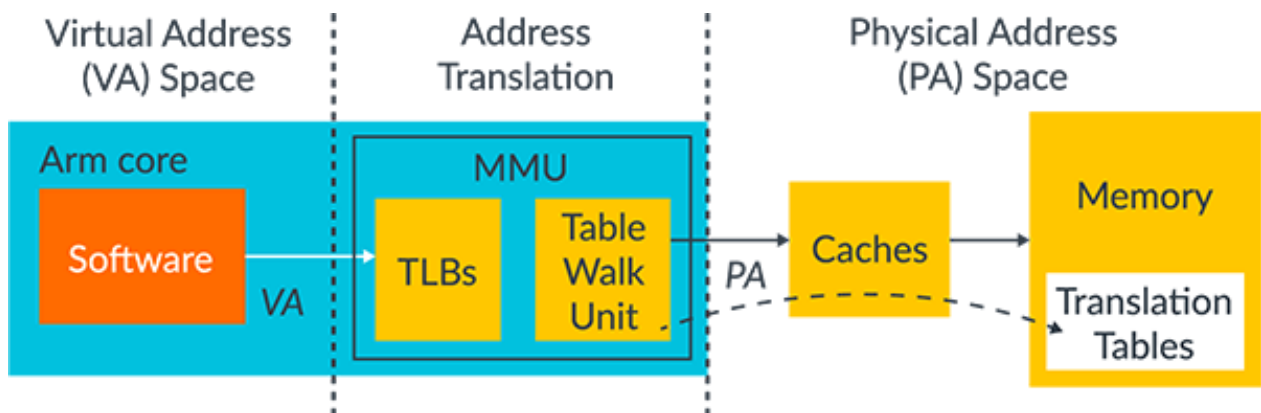 Virtual Address
(VA) Space
Address
Translation
Physical Address
(PA) Space
Arm core
Software
VA
MMU
TLBs
Table
Walk
Unit
PA
Caches
Memory
Translation
Tables